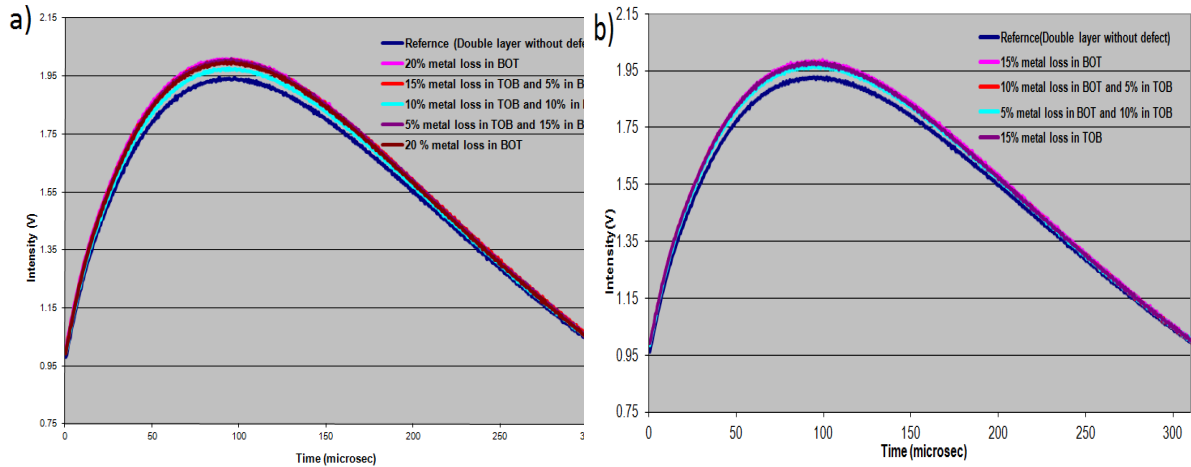 a)
2.15
1.95
1.75
1.55
1.35
1.15
0.95
0.75
Intensity (V)
0
50
100
150
200
250
Time (microsec)
Refernce (Double layer without defe
20% metal loss in BOT
15% metal loss in TOB and 5% in B
10% metal loss in TOB and 10% in
5% metal loss in TOB and 15% in B
20 % metal loss in BOT
b)
2.15
1.95
1.75
1.55
1.35
1.15
0.95
0.75
Intensity (V)
0
50
100
150
200
250
300
Time (microsec)
Refernce(Double layer without defect)
15% metal loss in BOT
10% metal loss in BOT and 5% in TOB
5% metal loss in BOT and 10% in TOB
15% metal loss in TOB